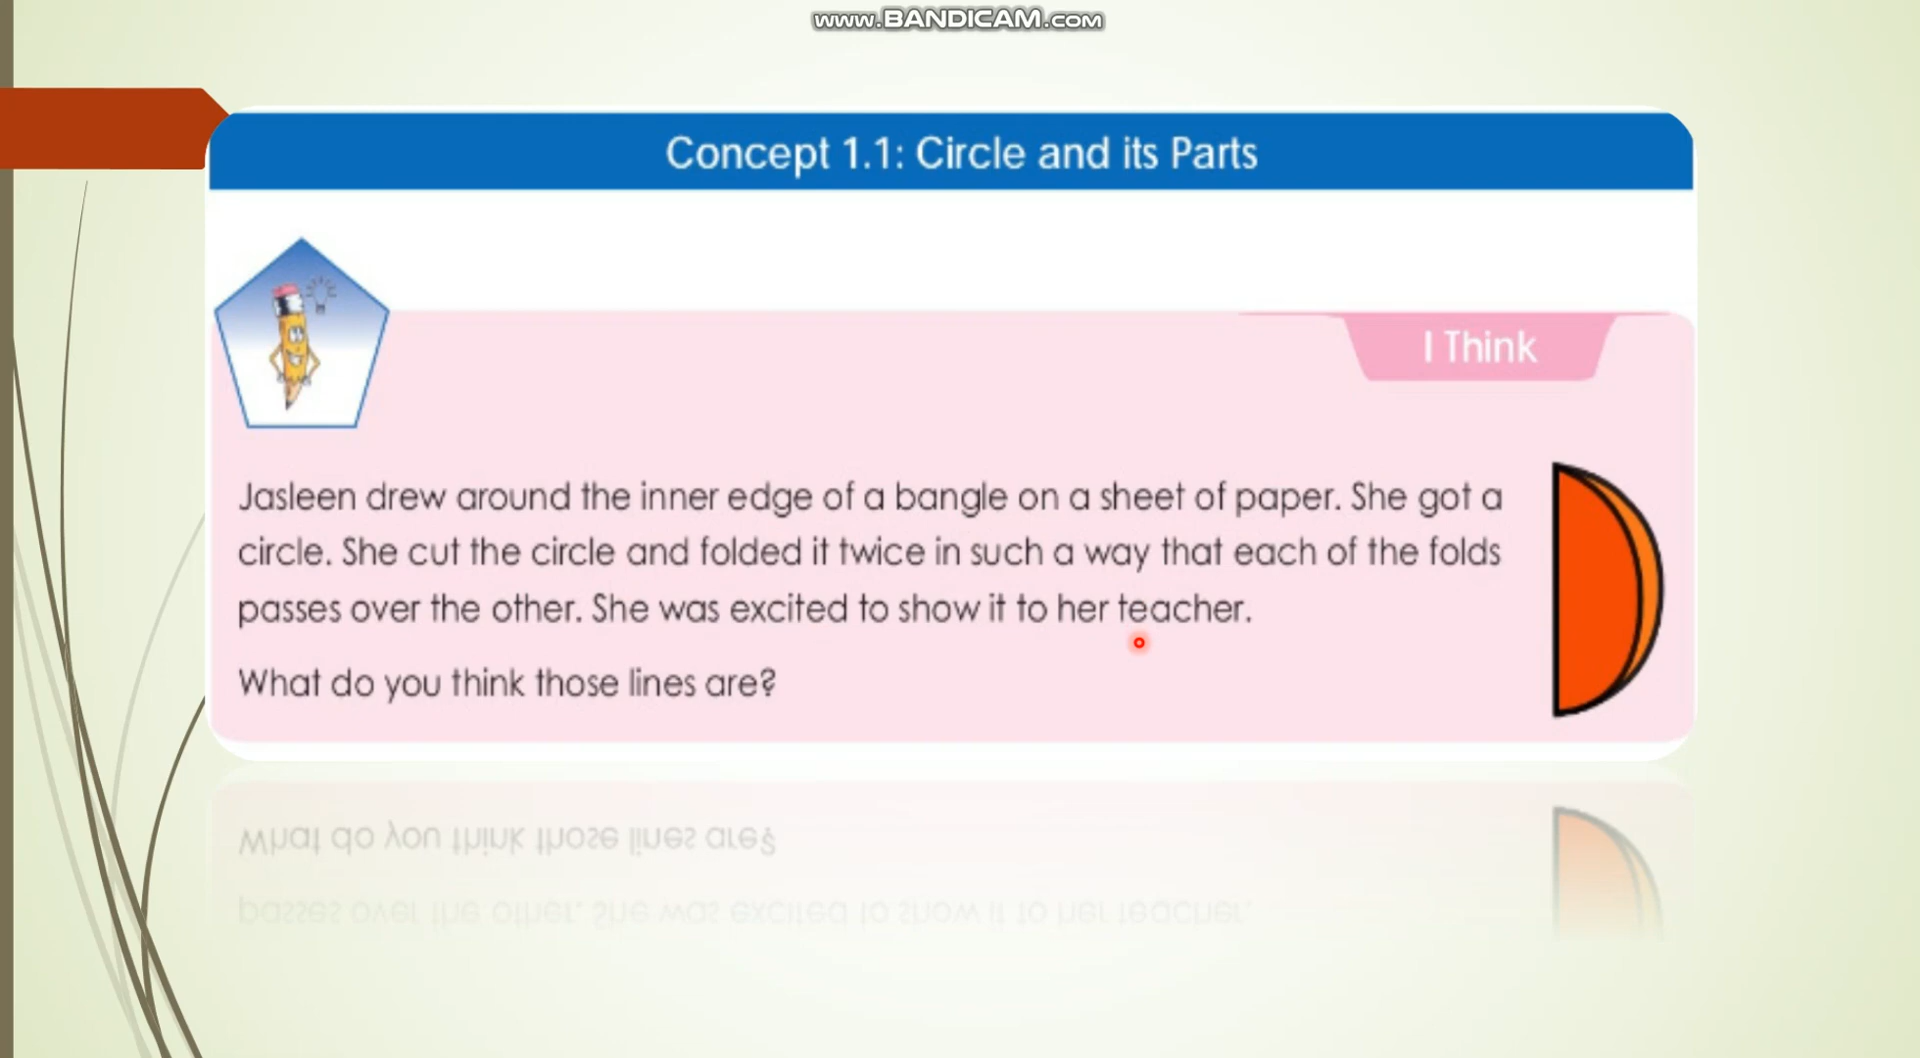 www.BANDICAM.com
Concept 1.1: Circle and its Parts
I Think
Jasleen drew around the inner edge of a bangle on a sheet of paper. She got a
circle. She cut the circle and folded it twice in such a way that each of the folds
passes over the other. She was excited to show it to her teacher.
What do you think those lines are?